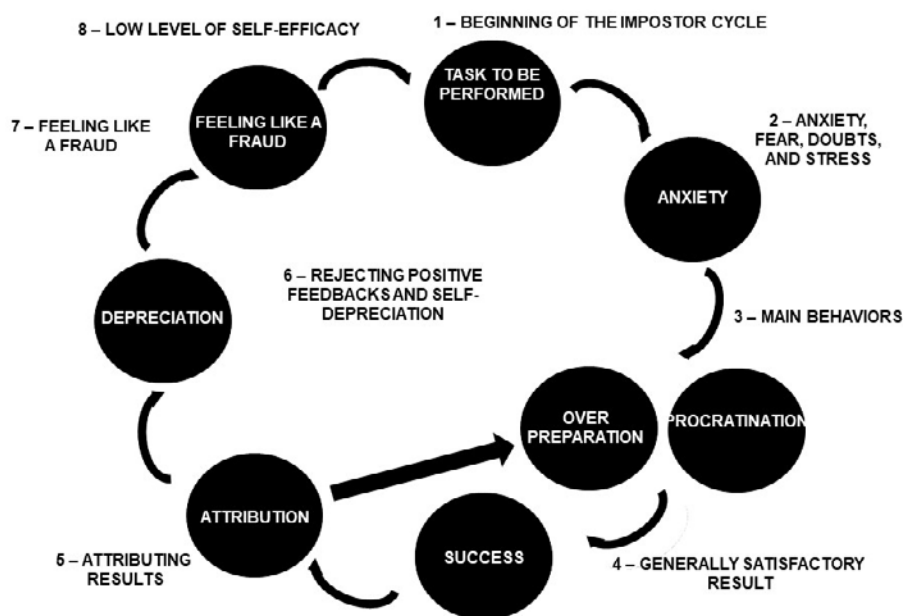 8 – LOW LEVEL OF SELF-EFFICACY
1 – BEGINNING OF THE IMPOSTOR CYCLE
TASK TO BE
PERFORMED
7 – FEELING LIKE
A FRAUD
FEELING LIKE A
FRAUD
2 – ANXIETY,
FEAR, DOUBTS,
AND STRESS
ANXIETY
6 – REJECTING POSITIVE
FEEDBACKS AND SELF-
DEPRECIATION
DEPRECIATION
3 – MAIN BEHAVIORS
OVER
PREPARATION
PROCRATINATION
ATTRIBUTION
SUCCESS
5 – ATTRIBUTING
RESULTS
4 – GENERALLY SATISFACTORY
RESULT